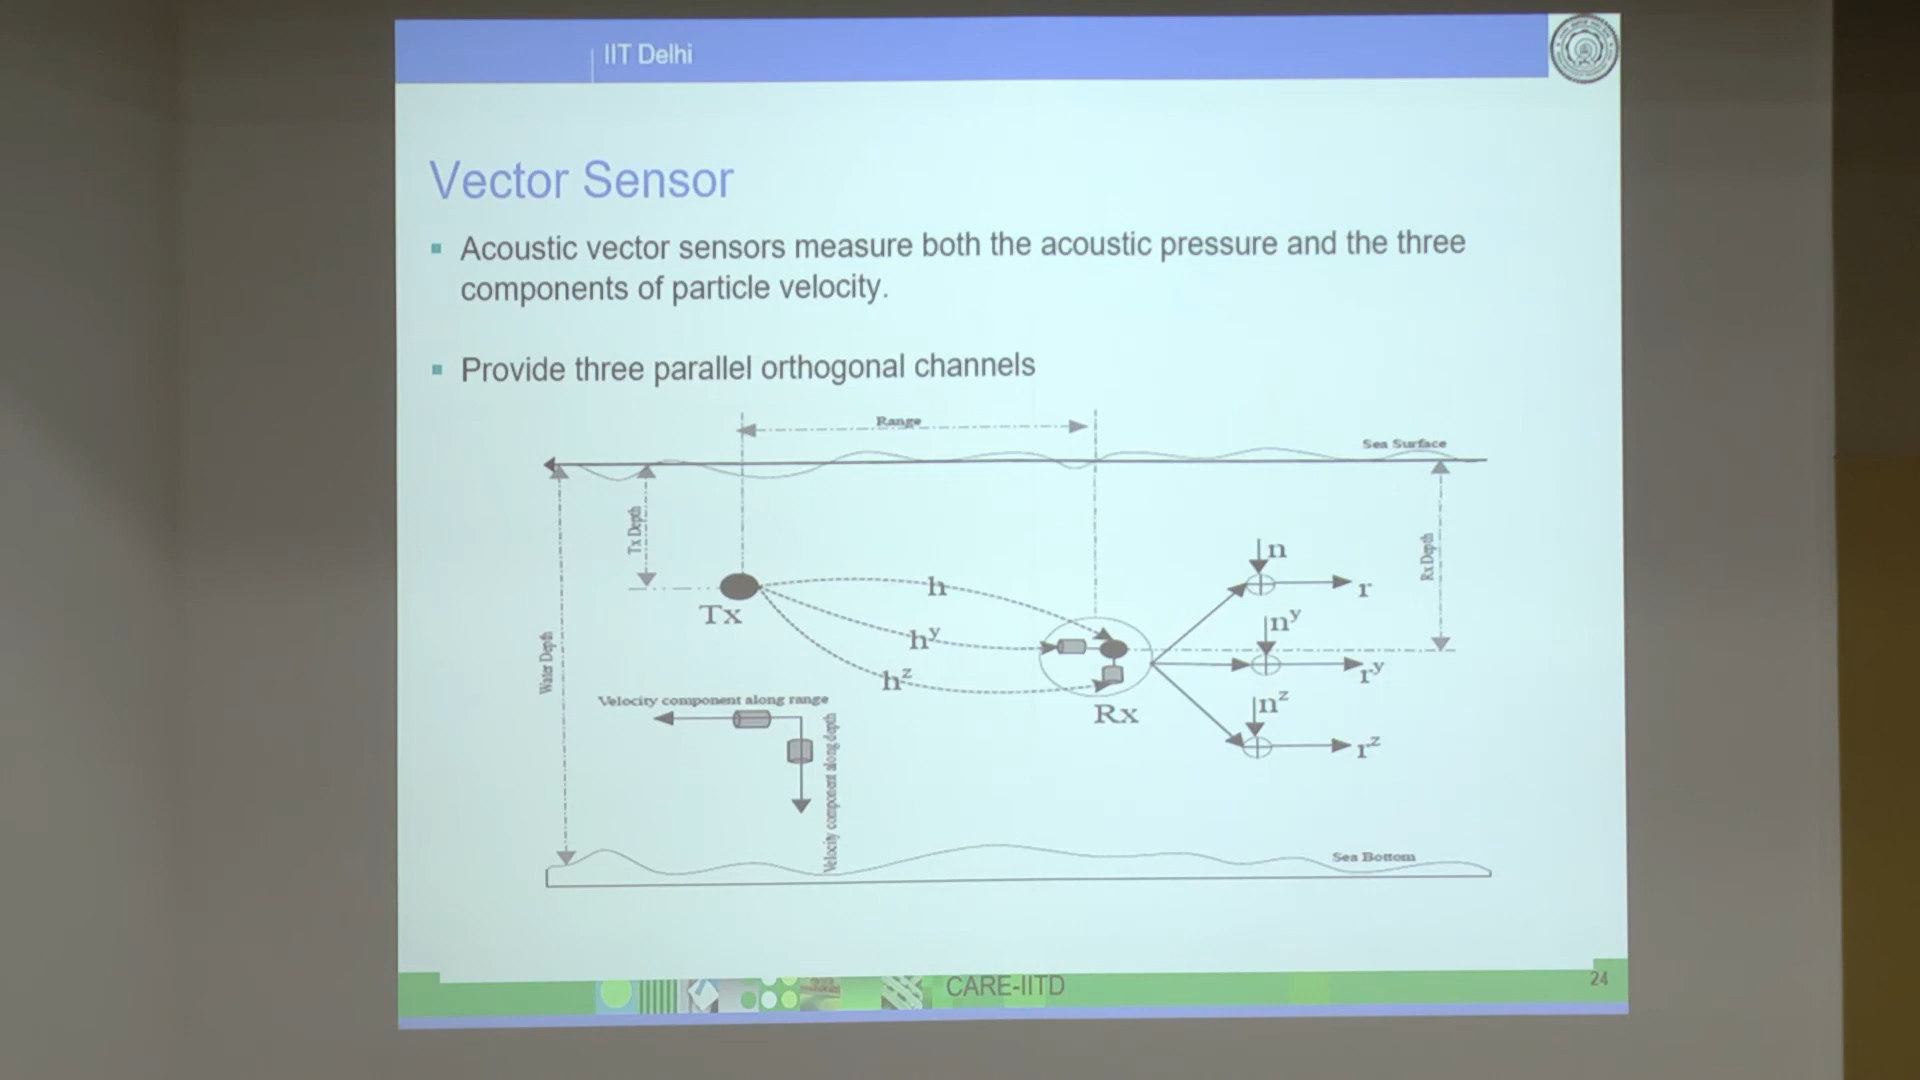 IIT Delhi
Vector Sensor
Acoustic vector sensors measure both the acoustic pressure and the three
components of particle velocity.
Provide three parallel orthogonal channels
Range
Sea Surface
Tx Depth
Rx Depth
Water Depth
Tx
h
h^y
h^z
Rx
n
r
n^y
r^y
n^z
r^z
Velocity component along range
Velocity component along depth
Sea Bottom
CARE-IITD
24